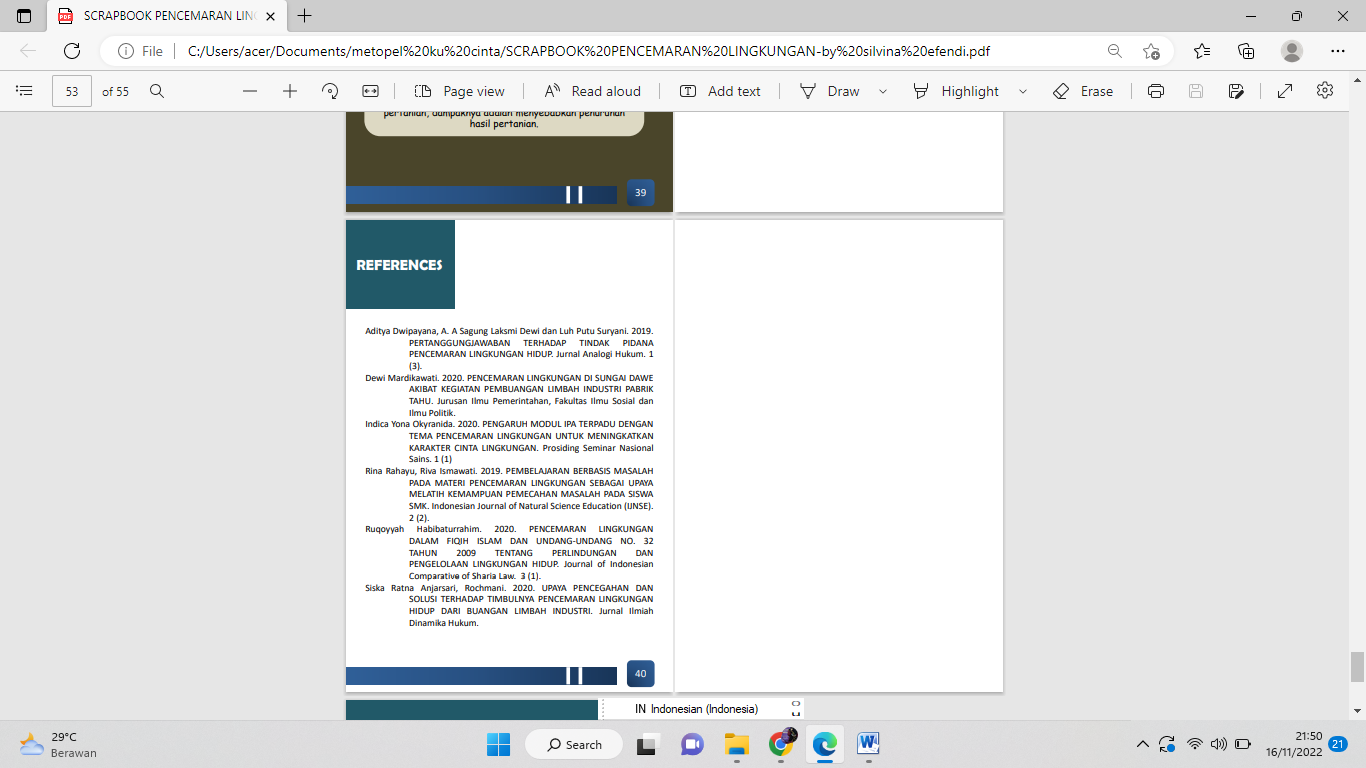 SCRAPBOOK PENCEMARAN LIN
File C:/Users/acer/Documents/metopel%20ku%20cinta/SCRAPBOOK%20PENCEMARAN%20LINGKUNGAN-by%20silvina%20efendi.pdf
53 of 55 Page view Read aloud Add text Draw Highlight Erase
pertanian, dampaknya adalah menyebabkan penurunan
hasil pertanian.
39
REFERENCES
Aditya Dwipayana, A. A Sagung Laksmi Dewi dan Luh Putu Suryani. 2019.
PERTANGGUNGJAWABAN TERHADAP TINDAK PIDANA
PENCEMARAN LINGKUNGAN HIDUP. Jurnal Analogi Hukum. 1
(3).
Dewi Mardikawati. 2020. PENCEMARAN LINGKUNGAN DI SUNGAI DAWE
AKIBAT KEGIATAN PEMBUANGAN LIMBAH INDUSTRI PABRIK
TAHU. Jurusan Ilmu Pemerintahan, Fakultas Ilmu Sosial dan
Ilmu Politik.
Indica Yona Okyranida. 2020. PENGARUH MODUL IPA TERPADU DENGAN
TEMA PENCEMARAN LINGKUNGAN UNTUK MENINGKATKAN
KARAKTER CINTA LINGKUNGAN. Prosiding Seminar Nasional
Sains. 1 (1)
Rina Rahayu, Riva Ismawati. 2019. PEMBELAJARAN BERBASIS MASALAH
PADA MATERI PENCEMARAN LINGKUNGAN SEBAGAI UPAYA
MELATIH KEMAMPUAN PEMECAHAN MASALAH PADA SISWA
SMK. Indonesian Journal of Natural Science Education (IJNSE).
2 (2).
Ruqoyyah Habibaturrahim. 2020. PENCEMARAN LINGKUNGAN
DALAM FIQIH ISLAM DAN UNDANG-UNDANG NO. 32
TAHUN 2009 TENTANG PERLINDUNGAN DAN
PENGELOLAAN LINGKUNGAN HIDUP. Journal of Indonesian
Comparative of Sharia Law. 3 (1).
Siska Ratna Anjarsari, Rochmani. 2020. UPAYA PENCEGAHAN DAN
SOLUSI TERHADAP TIMBULNYA PENCEMARAN LINGKUNGAN
HIDUP DARI BUANGAN LIMBAH INDUSTRI. Jurnal Ilmiah
Dinamika Hukum.
40
IN Indonesian (Indonesia)
29°C
Berawan
Search
21:50
16/11/2022
21